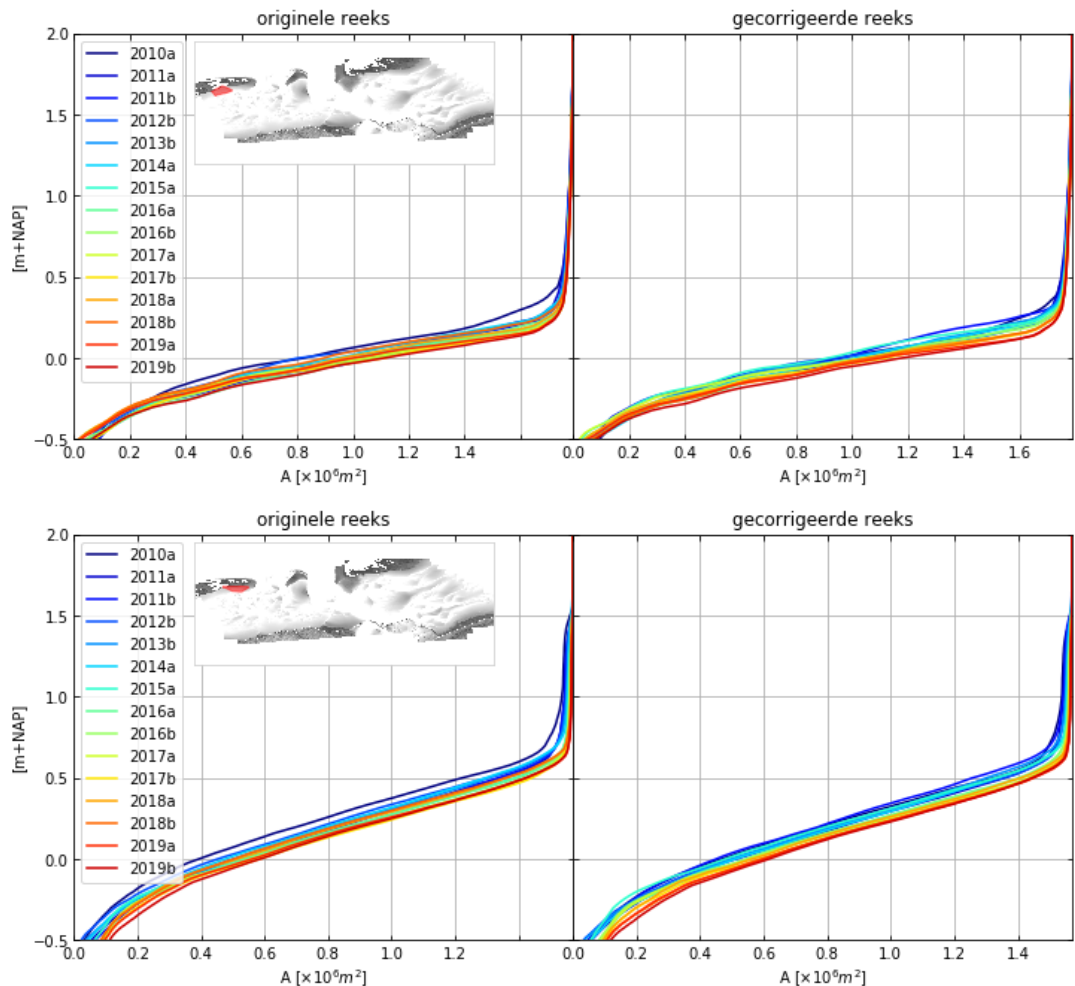 originele reeks
gecorrigeerde reeks
2.0
1.5
1.0
0.5
0.0
−0.5
[m+NAP]
2010a
2011a
2011b
2012b
2013b
2014a
2015a
2016a
2016b
2017a
2017b
2018a
2018b
2019a
2019b
0.0 0.2 0.4 0.6 0.8 1.0 1.2 1.4 0.0 0.2 0.4 0.6 0.8 1.0 1.2 1.4 1.6
A [×10⁶m²]
A [×10⁶m²]
originele reeks
gecorrigeerde reeks
2.0
1.5
1.0
0.5
0.0
−0.5
[m+NAP]
2010a
2011a
2011b
2012b
2013b
2014a
2015a
2016a
2016b
2017a
2017b
2018a
2018b
2019a
2019b
0.0 0.2 0.4 0.6 0.8 1.0 1.2 0.0 0.2 0.4 0.6 0.8 1.0 1.2 1.4
A [×10⁶m²]
A [×10⁶m²]